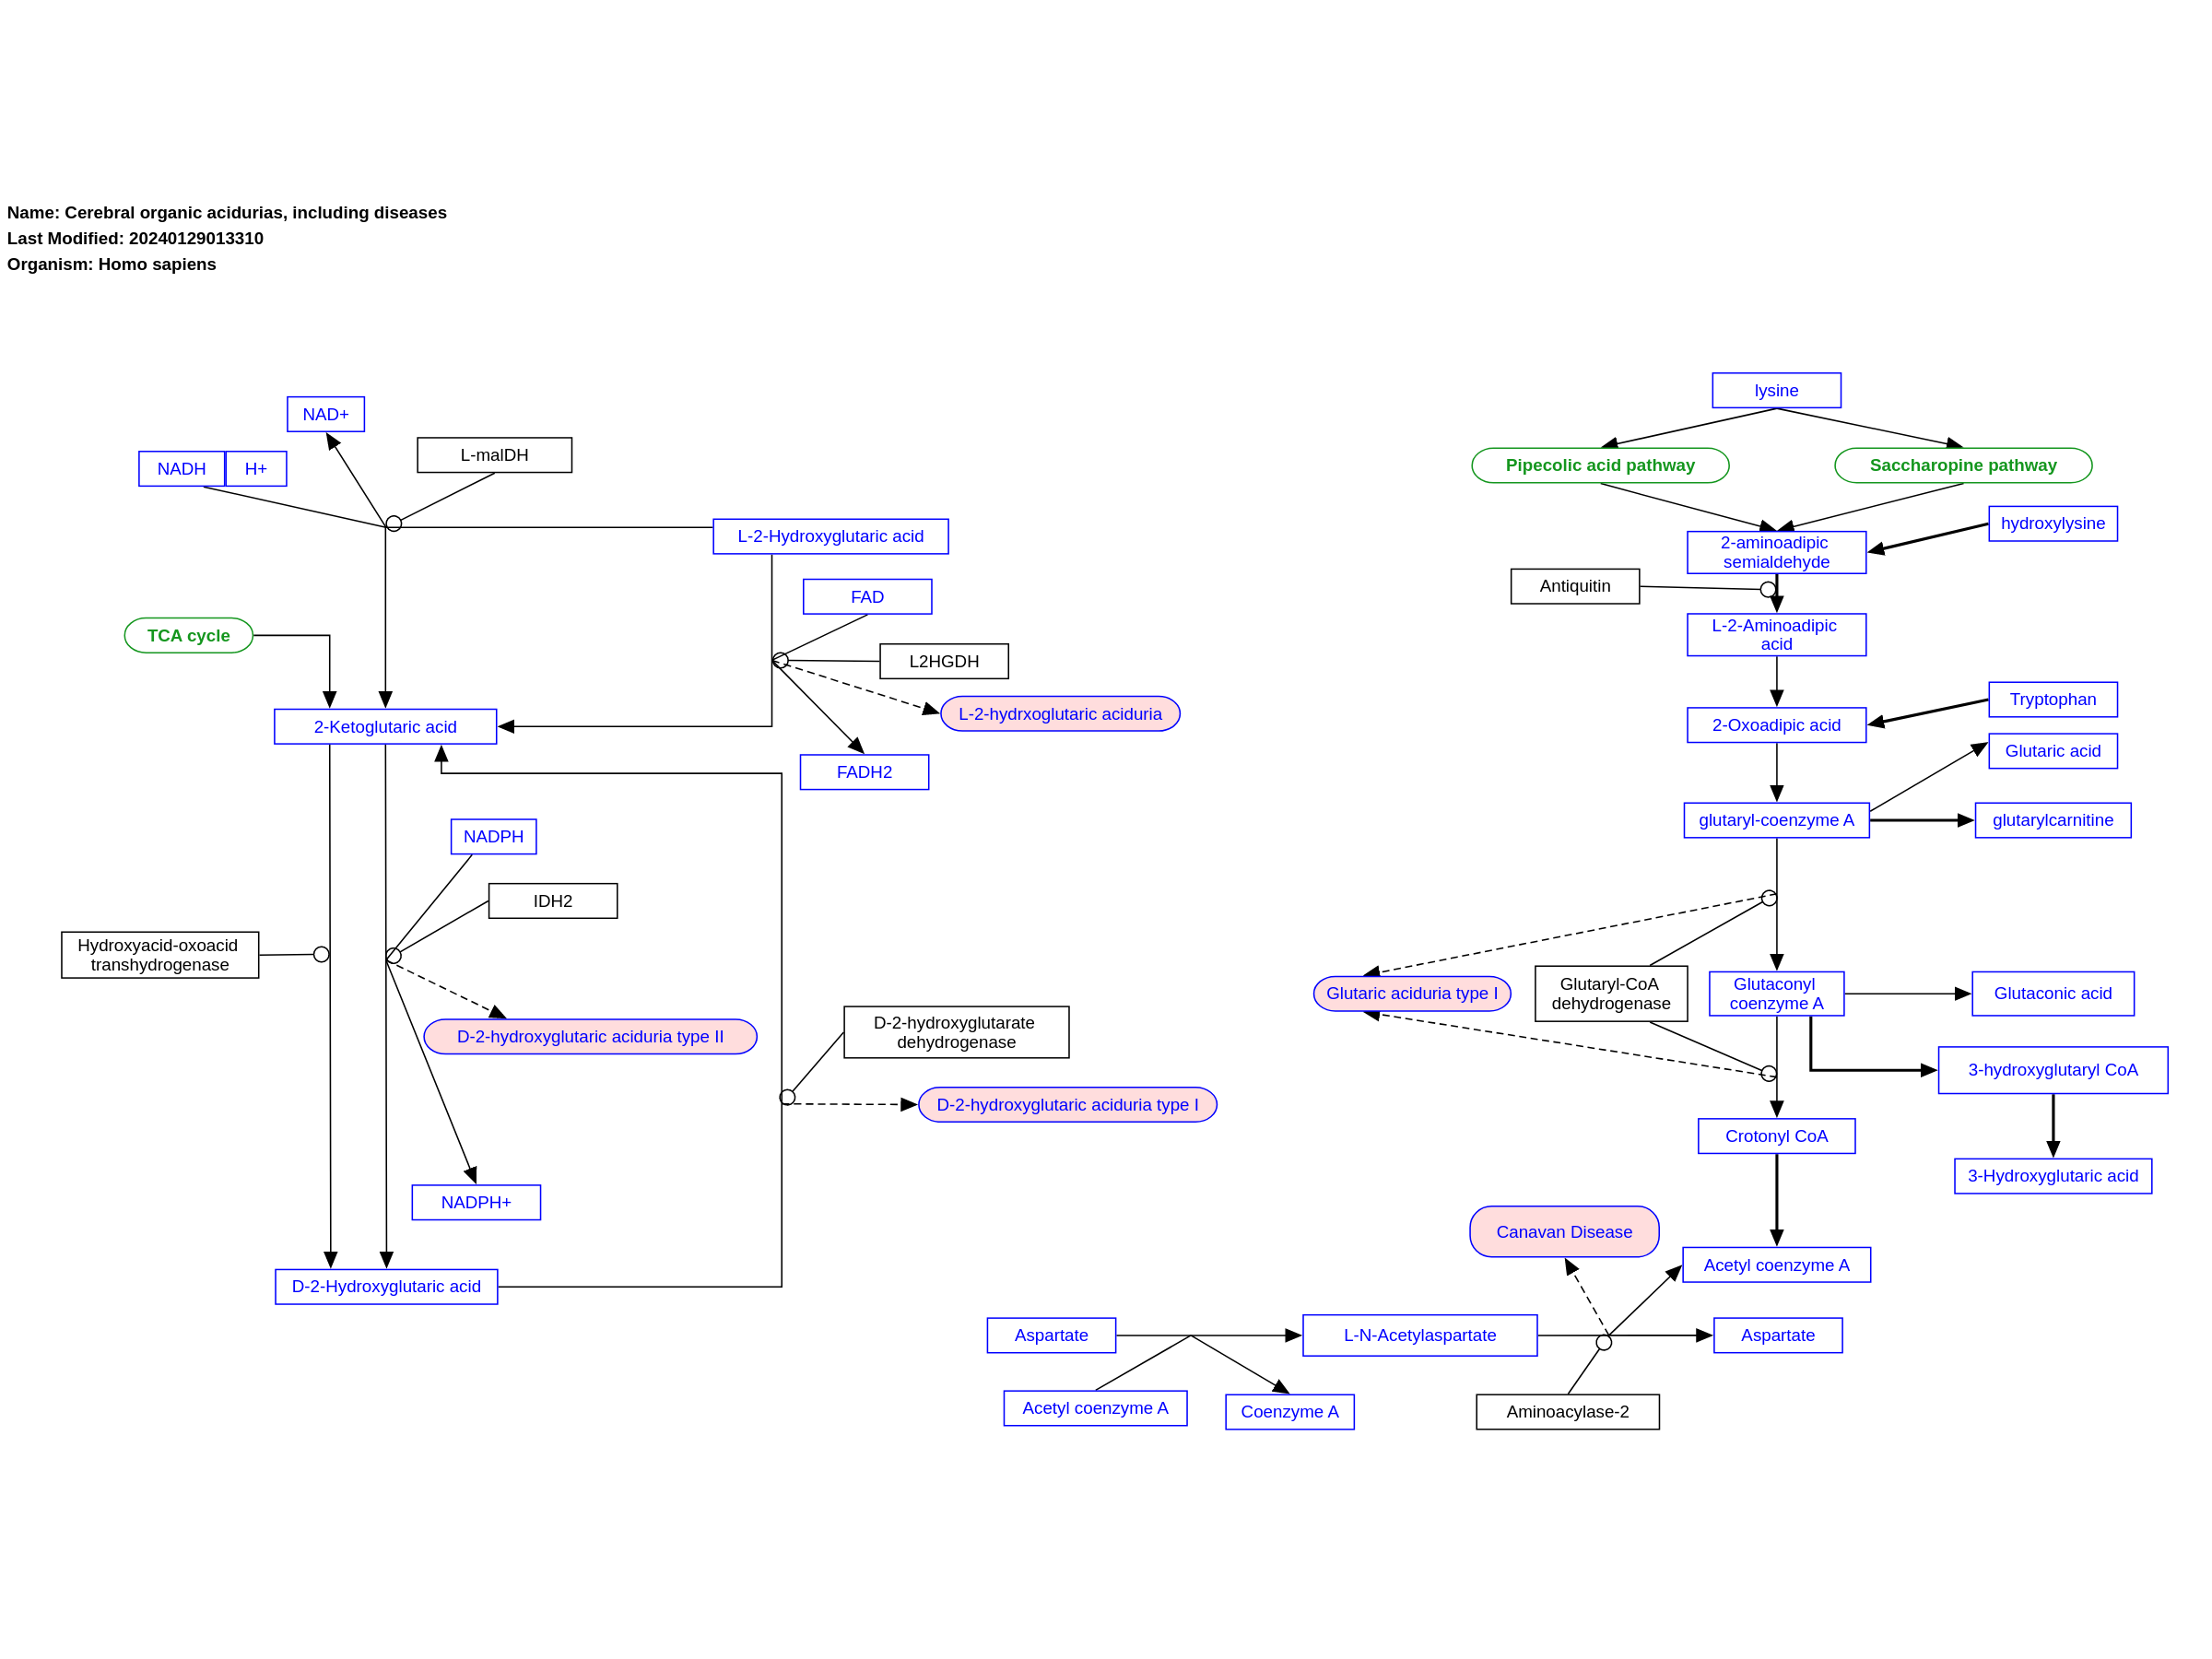 Name: Cerebral organic acidurias, including diseases
Last Modified: 20240129013310
Organism: Homo sapiens
lysine
NAD+
L-malDH
NADH
H+
Pipecolic acid pathway
Saccharopine pathway
L-2-Hydroxyglutaric acid
hydroxylysine
2-aminoadipic
semialdehyde
FAD
Antiquitin
TCA cycle
L-2-Aminoadipic
acid
L2HGDH
L-2-hydrxoglutaric aciduria
Tryptophan
2-Ketoglutaric acid
2-Oxoadipic acid
Glutaric acid
FADH2
NADPH
glutaryl-coenzyme A
glutarylcarnitine
IDH2
Hydroxyacid-oxoacid
transhydrogenase
Glutaric aciduria type I
Glutaryl-CoA
dehydrogenase
Glutaconyl
coenzyme A
Glutaconic acid
D-2-hydroxyglutaric aciduria type II
D-2-hydroxyglutarate
dehydrogenase
3-hydroxyglutaryl CoA
D-2-hydroxyglutaric aciduria type I
Crotonyl CoA
3-Hydroxyglutaric acid
NADPH+
Canavan Disease
Acetyl coenzyme A
D-2-Hydroxyglutaric acid
Aspartate
L-N-Acetylaspartate
Aspartate
Acetyl coenzyme A
Coenzyme A
Aminoacylase-2